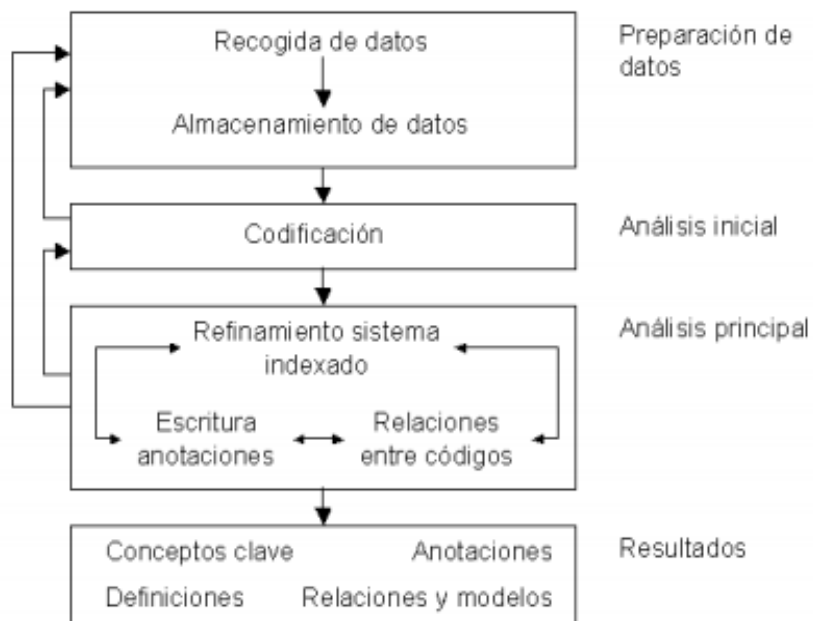 Recogida de datos
Preparación de
datos
Almacenamiento de datos
Codificación
Análisis inicial
Refinamiento sistema
indexado
Análisis principal
Escritura
anotaciones
Relaciones
entre códigos
Conceptos clave
Anotaciones
Resultados
Definiciones
Relaciones y modelos